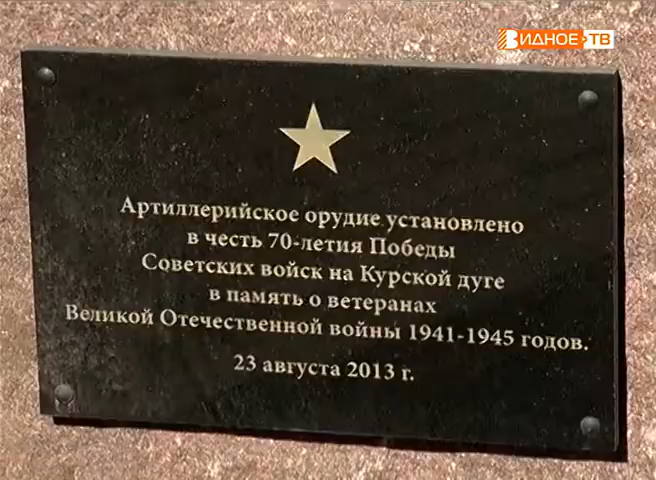 ВИДНОЕ-ТВ
Артиллерийское орудие установлено
в честь 70-летия Победы
Советских войск на Курской дуге
в память о ветеранах
Великой Отечественной войны 1941-1945 годов.
23 августа 2013 г.